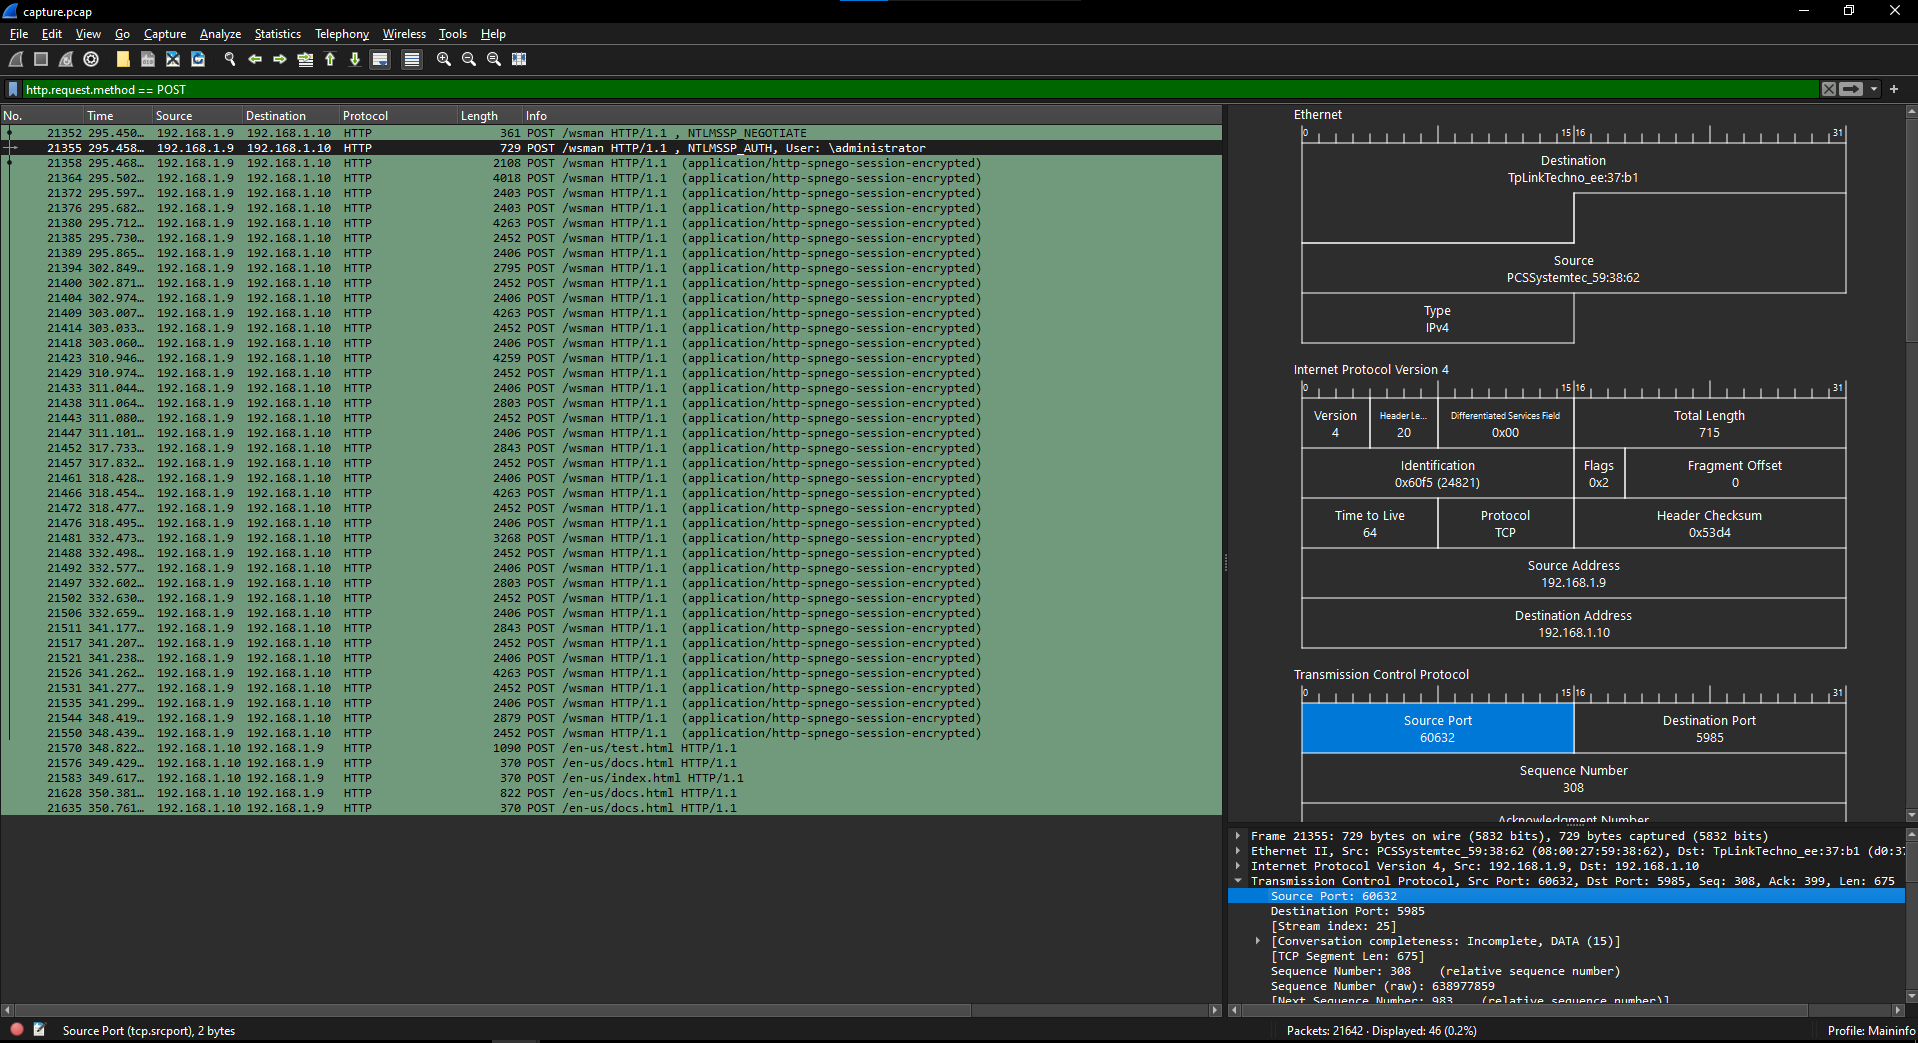 capture.pcap
File Edit View Go Capture Analyze Statistics Telephony Wireless Tools Help
http.request.method == POST
No. Time Source Destination Protocol Length Info
21352 295.450… 192.168.1.9 192.168.1.10 HTTP 361 POST /wsman HTTP/1.1 , NTLMSSP_NEGOTIATE
21355 295.458… 192.168.1.9 192.168.1.10 HTTP 729 POST /wsman HTTP/1.1 , NTLMSSP_AUTH, User: \administrator
21358 295.468… 192.168.1.9 192.168.1.10 HTTP 2108 POST /wsman HTTP/1.1 (application/http-spnego-session-encrypted)
21364 295.502… 192.168.1.9 192.168.1.10 HTTP 4018 POST /wsman HTTP/1.1 (application/http-spnego-session-encrypted)
21372 295.597… 192.168.1.9 192.168.1.10 HTTP 2403 POST /wsman HTTP/1.1 (application/http-spnego-session-encrypted)
21376 295.682… 192.168.1.9 192.168.1.10 HTTP 2403 POST /wsman HTTP/1.1 (application/http-spnego-session-encrypted)
21380 295.712… 192.168.1.9 192.168.1.10 HTTP 4263 POST /wsman HTTP/1.1 (application/http-spnego-session-encrypted)
21385 295.730… 192.168.1.9 192.168.1.10 HTTP 2452 POST /wsman HTTP/1.1 (application/http-spnego-session-encrypted)
21389 295.865… 192.168.1.9 192.168.1.10 HTTP 2406 POST /wsman HTTP/1.1 (application/http-spnego-session-encrypted)
21394 302.849… 192.168.1.9 192.168.1.10 HTTP 2795 POST /wsman HTTP/1.1 (application/http-spnego-session-encrypted)
21400 302.871… 192.168.1.9 192.168.1.10 HTTP 2452 POST /wsman HTTP/1.1 (application/http-spnego-session-encrypted)
21404 302.974… 192.168.1.9 192.168.1.10 HTTP 2406 POST /wsman HTTP/1.1 (application/http-spnego-session-encrypted)
21409 303.007… 192.168.1.9 192.168.1.10 HTTP 4263 POST /wsman HTTP/1.1 (application/http-spnego-session-encrypted)
21414 303.033… 192.168.1.9 192.168.1.10 HTTP 2452 POST /wsman HTTP/1.1 (application/http-spnego-session-encrypted)
21418 303.060… 192.168.1.9 192.168.1.10 HTTP 2406 POST /wsman HTTP/1.1 (application/http-spnego-session-encrypted)
21423 310.946… 192.168.1.9 192.168.1.10 HTTP 4259 POST /wsman HTTP/1.1 (application/http-spnego-session-encrypted)
21429 310.974… 192.168.1.9 192.168.1.10 HTTP 2452 POST /wsman HTTP/1.1 (application/http-spnego-session-encrypted)
21433 311.044… 192.168.1.9 192.168.1.10 HTTP 2406 POST /wsman HTTP/1.1 (application/http-spnego-session-encrypted)
21438 311.064… 192.168.1.9 192.168.1.10 HTTP 2803 POST /wsman HTTP/1.1 (application/http-spnego-session-encrypted)
21443 311.080… 192.168.1.9 192.168.1.10 HTTP 2452 POST /wsman HTTP/1.1 (application/http-spnego-session-encrypted)
21447 311.101… 192.168.1.9 192.168.1.10 HTTP 2406 POST /wsman HTTP/1.1 (application/http-spnego-session-encrypted)
21452 317.733… 192.168.1.9 192.168.1.10 HTTP 2843 POST /wsman HTTP/1.1 (application/http-spnego-session-encrypted)
21457 317.832… 192.168.1.9 192.168.1.10 HTTP 2452 POST /wsman HTTP/1.1 (application/http-spnego-session-encrypted)
21461 318.428… 192.168.1.9 192.168.1.10 HTTP 2406 POST /wsman HTTP/1.1 (application/http-spnego-session-encrypted)
21466 318.454… 192.168.1.9 192.168.1.10 HTTP 4263 POST /wsman HTTP/1.1 (application/http-spnego-session-encrypted)
21472 318.477… 192.168.1.9 192.168.1.10 HTTP 2452 POST /wsman HTTP/1.1 (application/http-spnego-session-encrypted)
21476 318.495… 192.168.1.9 192.168.1.10 HTTP 2406 POST /wsman HTTP/1.1 (application/http-spnego-session-encrypted)
21481 332.473… 192.168.1.9 192.168.1.10 HTTP 3268 POST /wsman HTTP/1.1 (application/http-spnego-session-encrypted)
21488 332.498… 192.168.1.9 192.168.1.10 HTTP 2452 POST /wsman HTTP/1.1 (application/http-spnego-session-encrypted)
21492 332.577… 192.168.1.9 192.168.1.10 HTTP 2406 POST /wsman HTTP/1.1 (application/http-spnego-session-encrypted)
21497 332.602… 192.168.1.9 192.168.1.10 HTTP 2803 POST /wsman HTTP/1.1 (application/http-spnego-session-encrypted)
21502 332.630… 192.168.1.9 192.168.1.10 HTTP 2452 POST /wsman HTTP/1.1 (application/http-spnego-session-encrypted)
21506 332.659… 192.168.1.9 192.168.1.10 HTTP 2406 POST /wsman HTTP/1.1 (application/http-spnego-session-encrypted)
21511 341.177… 192.168.1.9 192.168.1.10 HTTP 2843 POST /wsman HTTP/1.1 (application/http-spnego-session-encrypted)
21517 341.207… 192.168.1.9 192.168.1.10 HTTP 2452 POST /wsman HTTP/1.1 (application/http-spnego-session-encrypted)
21521 341.238… 192.168.1.9 192.168.1.10 HTTP 2406 POST /wsman HTTP/1.1 (application/http-spnego-session-encrypted)
21526 341.262… 192.168.1.9 192.168.1.10 HTTP 4263 POST /wsman HTTP/1.1 (application/http-spnego-session-encrypted)
21531 341.277… 192.168.1.9 192.168.1.10 HTTP 2452 POST /wsman HTTP/1.1 (application/http-spnego-session-encrypted)
21535 341.299… 192.168.1.9 192.168.1.10 HTTP 2406 POST /wsman HTTP/1.1 (application/http-spnego-session-encrypted)
21544 348.419… 192.168.1.9 192.168.1.10 HTTP 2879 POST /wsman HTTP/1.1 (application/http-spnego-session-encrypted)
21550 348.439… 192.168.1.9 192.168.1.10 HTTP 2452 POST /wsman HTTP/1.1 (application/http-spnego-session-encrypted)
21570 348.822… 192.168.1.10 192.168.1.9 HTTP 1090 POST /en-us/test.html HTTP/1.1
21576 349.429… 192.168.1.10 192.168.1.9 HTTP 370 POST /en-us/docs.html HTTP/1.1
21583 349.617… 192.168.1.10 192.168.1.9 HTTP 370 POST /en-us/index.html HTTP/1.1
21628 350.381… 192.168.1.10 192.168.1.9 HTTP 822 POST /en-us/docs.html HTTP/1.1
21635 350.761… 192.168.1.10 192.168.1.9 HTTP 370 POST /en-us/docs.html HTTP/1.1
Ethernet
0 15 16 31
Destination
TpLinkTechno_ee:37:b1
Source
PCSSystemtec_59:38:62
Type
IPv4
Internet Protocol Version 4
0 15 16 31
Version Header Le... Differentiated Services Field Total Length
4 20 0x00 715
Identification Flags Fragment Offset
0x60f5 (24821) 0x2 0
Time to Live Protocol Header Checksum
64 TCP 0x53d4
Source Address
192.168.1.9
Destination Address
192.168.1.10
Transmission Control Protocol
0 15 16 31
Source Port Destination Port
60632 5985
Sequence Number
308
Acknowledgment Number
Frame 21355: 729 bytes on wire (5832 bits), 729 bytes captured (5832 bits)
Ethernet II, Src: PCSSystemtec_59:38:62 (08:00:27:59:38:62), Dst: TpLinkTechno_ee:37:b1 (d0:37
Internet Protocol Version 4, Src: 192.168.1.9, Dst: 192.168.1.10
Transmission Control Protocol, Src Port: 60632, Dst Port: 5985, Seq: 308, Ack: 399, Len: 675
Source Port: 60632
Destination Port: 5985
[Stream index: 25]
[Conversation completeness: Incomplete, DATA (15)]
[TCP Segment Len: 675]
Sequence Number: 308 (relative sequence number)
Sequence Number (raw): 638977859
[Next Sequence Number: 983 (relative sequence number)]
Source Port (tcp.srcport), 2 bytes
Packets: 21642 · Displayed: 46 (0.2%)
Profile: Maininfo